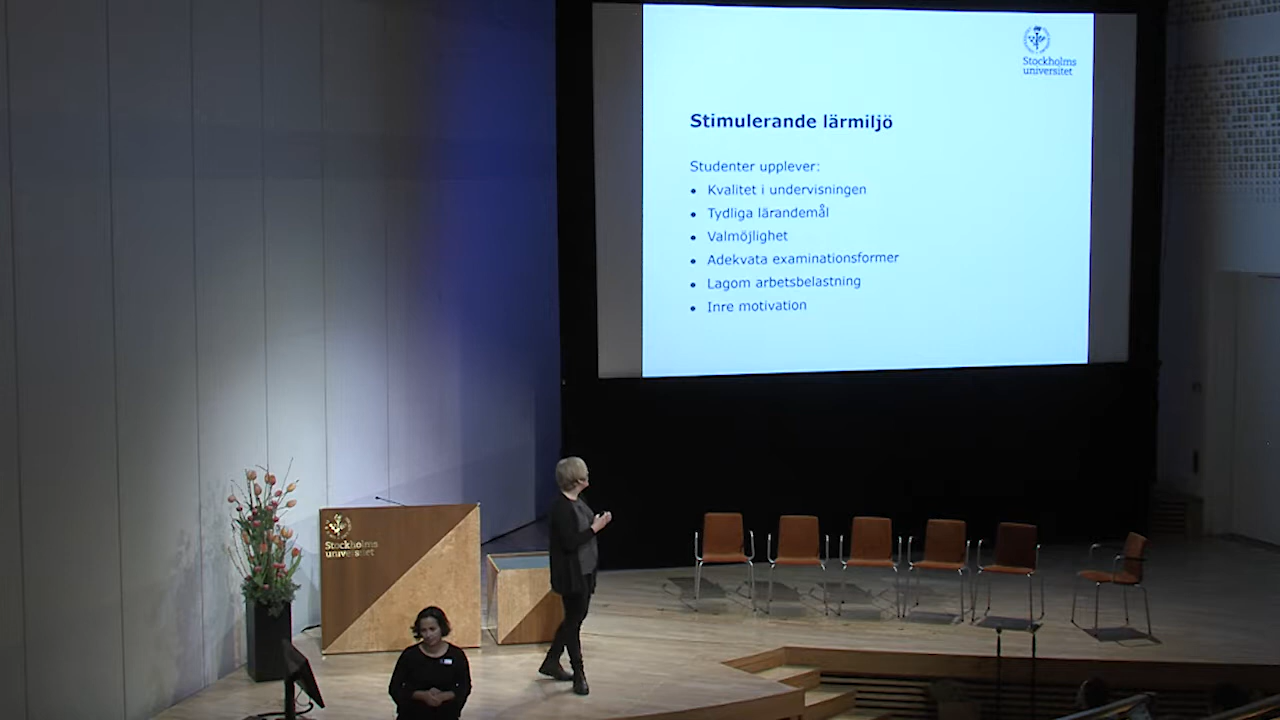 Stockholms
universitet
Stimulerande lärmiljö
Studenter upplever:
• Kvalitet i undervisningen
• Tydliga lärandemål
• Valmöjlighet
• Adekvata examinationsformer
• Lagom arbetsbelastning
• Inre motivation
Stockholms
universitet